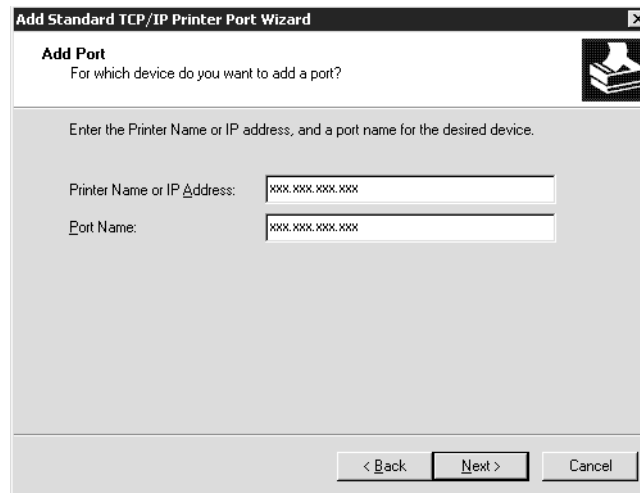 Add Standard TCP/IP Printer Port Wizard
Add Port
For which device do you want to add a port?
Enter the Printer Name or IP address, and a port name for the desired device.
Printer Name or IP Address: xxx.xxx.xxx.xxx
Port Name: xxx.xxx.xxx.xxx
< Back Next > Cancel